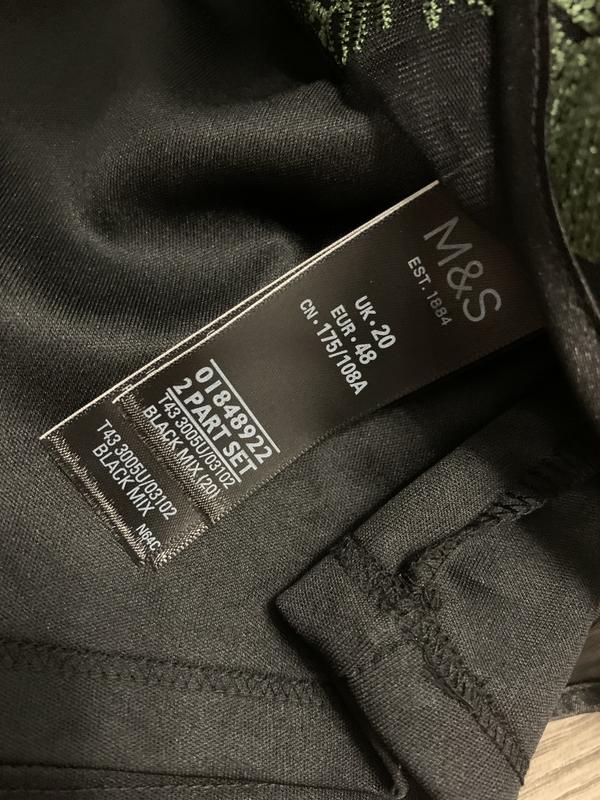 M&S
EST. 1884
UK • 20
EUR • 48
CN • 175/108A
01848922
2 PART SET
T43 3005U/03102
BLACK MIX (20)
T43 3005U/03102
BLACK MIX
N64C